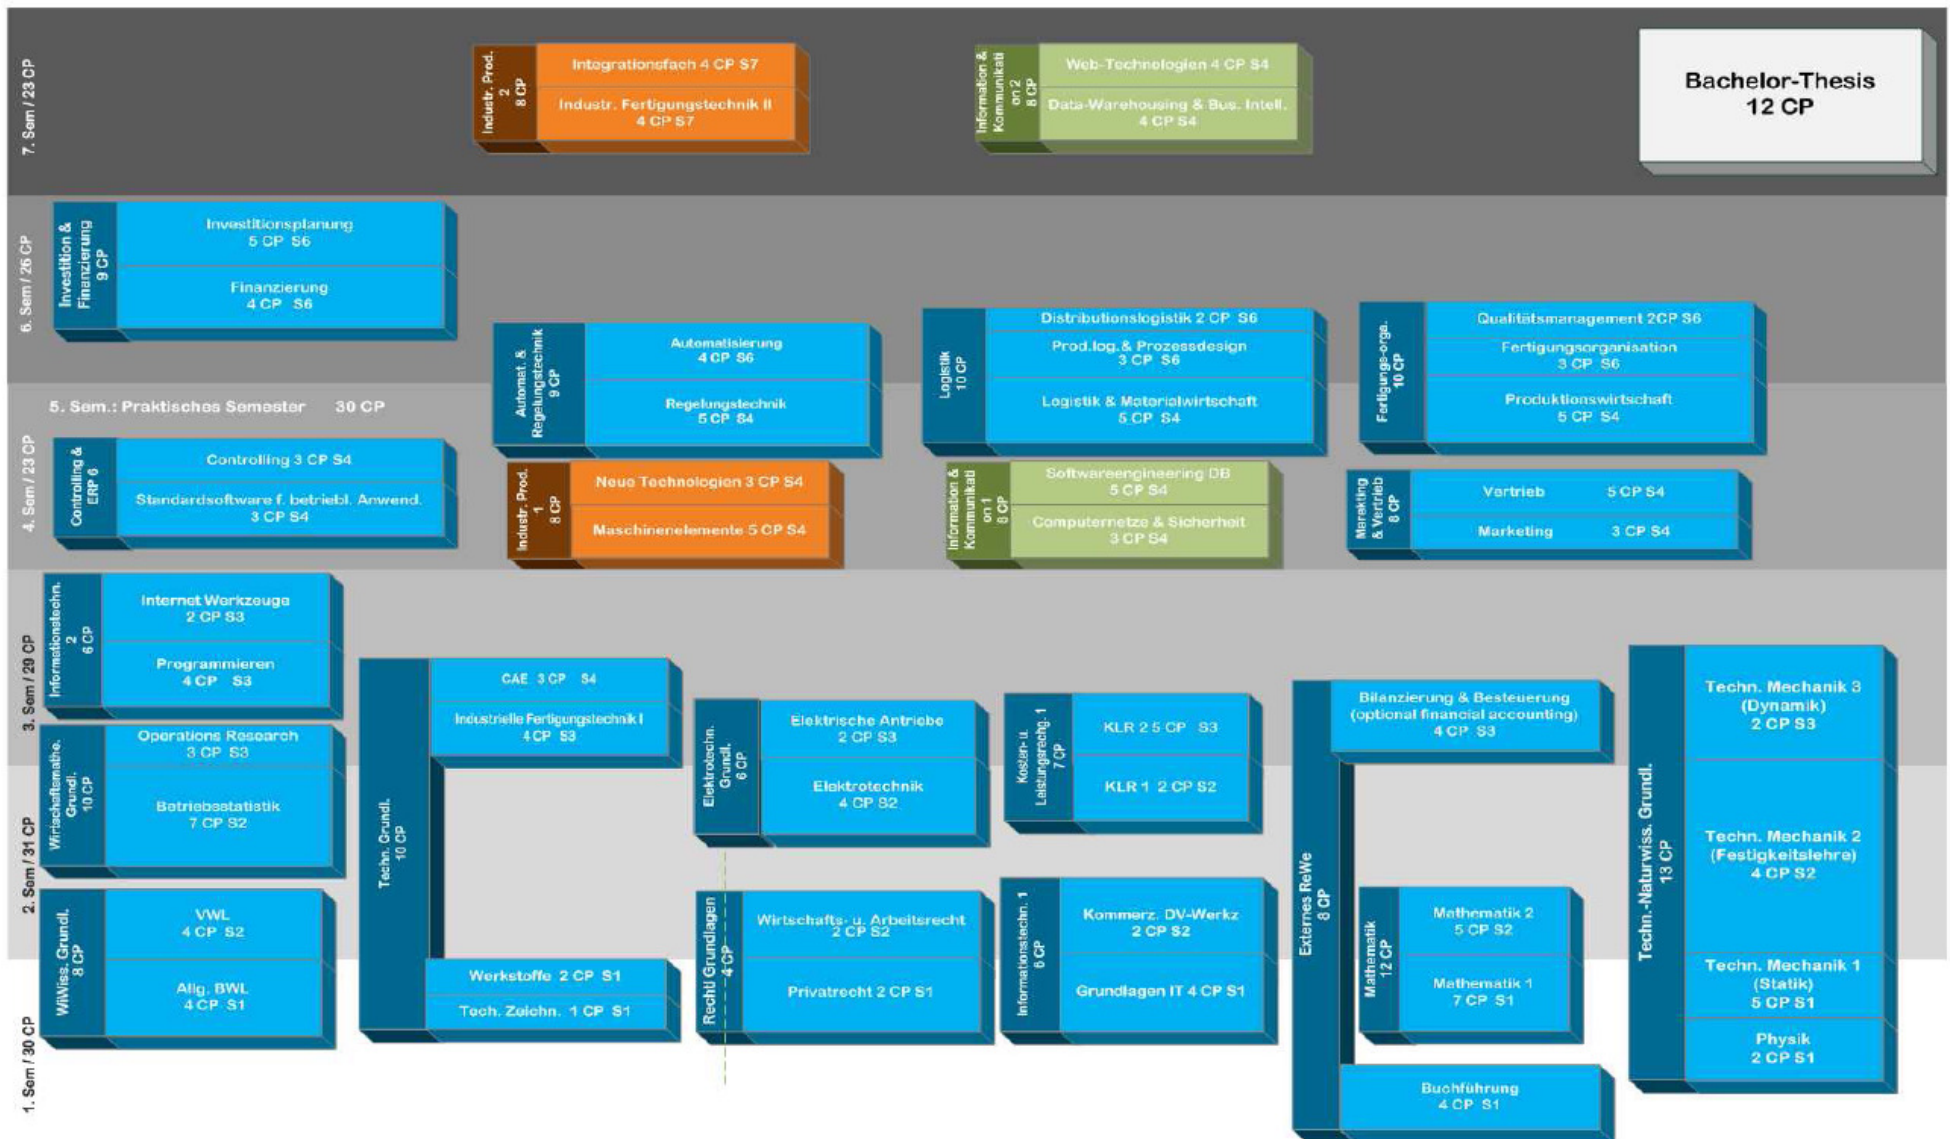 7. Sem / 23 CP
Industr. Prod.
2
8 CP
Integrationsfach 4 CP S7
Industr. Fertigungstechnik II
4 CP S7
Information &
Kommunikati
on 2
8 CP
Web-Technologien 4 CP S4
Data-Warehousing & Bus. Intell.
4 CP S4
Bachelor-Thesis
12 CP
6. Sem / 26 CP
Investition &
Finanzierung
9 CP
Investitionsplanung
5 CP S6
Finanzierung
4 CP S6
Automat. &
Regelungstechnik
9 CP
Automatisierung
4 CP S6
Regelungstechnik
5 CP S4
Logistik
10 CP
Distributionslogistik 2 CP S6
Prod.log.& Prozessdesign
3 CP S6
Logistik & Materialwirtschaft
5 CP S4
Fertigungs-orga.
10 CP
Qualitätsmanagement 2CP S6
Fertigungsorganisation
3 CP S6
Produktionswirtschaft
5 CP S4
5. Sem.: Praktisches Semester 30 CP
4. Sem / 23 CP
Controlling &
ERP 6
Controlling 3 CP S4
Standardsoftware f. betriebl. Anwend.
3 CP S4
Industr. Prod.
1
8 CP
Neue Technologien 3 CP S4
Maschinenelemente 5 CP S4
Information &
Kommunikati
on 1
8 CP
Softwareengineering DB
5 CP S4
Computernetze & Sicherheit
3 CP S4
Marakting
& Vertrieb
8 CP
Vertrieb 5 CP S4
Marketing 3 CP S4
3. Sem / 29 CP
Informationstechn.
2
6 CP
Internet Werkzeuge
2 CP S3
Programmieren
4 CP S3
Wirtschaftsmathe.
Grundl.
10 CP
Operations Research
3 CP S3
Betriebsstatistik
7 CP S2
Techn. Grundl.
10 CP
CAE 3 CP S4
Industrielle Fertigungstechnik I
4 CP S3
Werkstoffe 2 CP S1
Tech. Zeichn. 1 CP S1
Elektrotechn.
Grundl.
6 CP
Elektrische Antriebe
2 CP S3
Elektrotechnik
4 CP S2
Kosten- u.
Leistungsrechg. 1
7 CP
KLR 2 5 CP S3
KLR 1 2 CP S2
Externes ReWe
8 CP
Bilanzierung & Besteuerung
(optional financial accounting)
4 CP S3
Buchführung
4 CP S1
Techn.-Naturwiss. Grundl.
13 CP
Techn. Mechanik 3
(Dynamik)
2 CP S3
Techn. Mechanik 2
(Festigkeitslehre)
4 CP S2
Techn. Mechanik 1
(Statik)
5 CP S1
Physik
2 CP S1
2. Sem / 31 CP
WiWiss. Grundl.
8 CP
VWL
4 CP S2
Allg. BWL
4 CP S1
Rechtl Grundlagen
4 CP
Wirtschafts- u. Arbeitsrecht
2 CP S2
Privatrecht 2 CP S1
Informationstechn. 1
6 CP
Kommerz. DV-Werkz
2 CP S2
Grundlagen IT 4 CP S1
Mathematik
12 CP
Mathematik 2
5 CP S2
Mathematik 1
7 CP S1
1. Sem / 30 CP